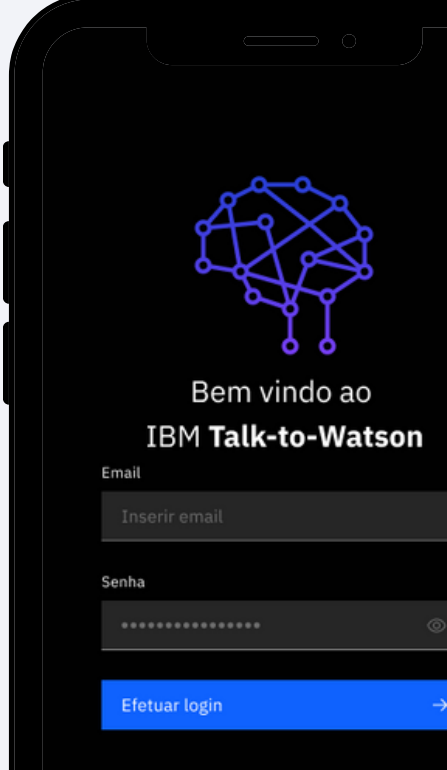 Bem vindo ao
IBM Talk-to-Watson
Email
Inserir email
Senha
Efetuar login